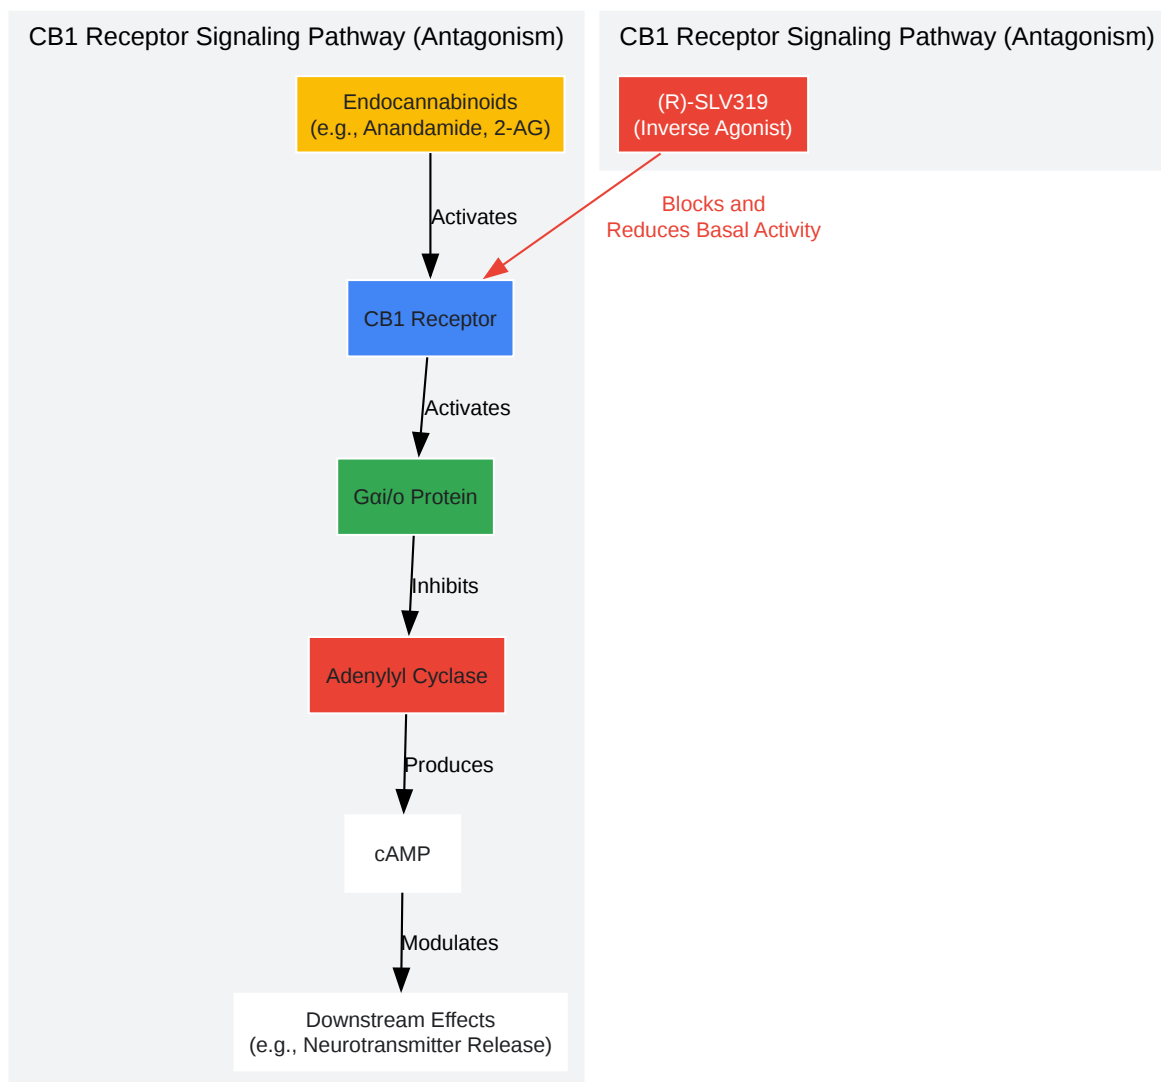 CB1 Receptor Signaling Pathway (Antagonism)
CB1 Receptor Signaling Pathway (Antagonism)
Endocannabinoids
(e.g., Anandamide, 2-AG)
(R)-SLV319
(Inverse Agonist)
Activates
Blocks and
Reduces Basal Activity
CB1 Receptor
Activates
Gαi/o Protein
Inhibits
Adenylyl Cyclase
Produces
cAMP
Modulates
Downstream Effects
(e.g., Neurotransmitter Release)